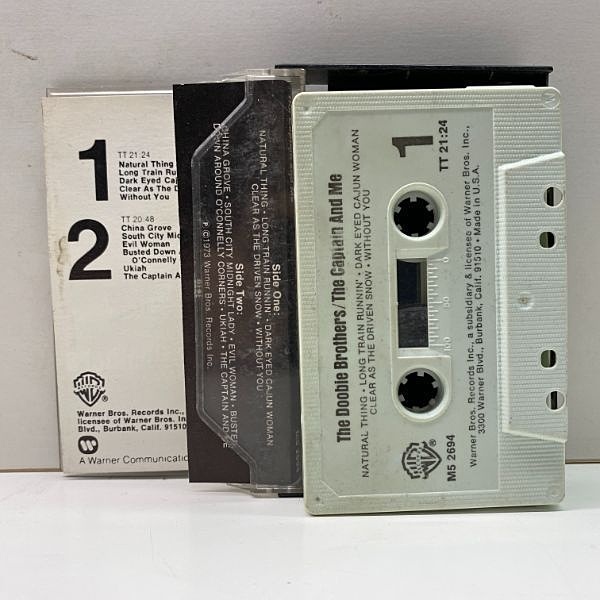 1
TT 21:24
Natural Thing
Long Train Run
Dark Eyed Caj
Clear As The D
Without You
2
TT 20:48
China Grove
South City Mid
Evil Woman
Busted Down A
O'Connelly
Ukiah
The Captain A
Warner Bros. Records Inc.,
licensee of Warner Bros. In
Blvd., Burbank, Calif. 91510
A Warner Communicatio
Side One:
NATURAL THING • LONG TRAIN RUNNIN' • DARK EYED CAJUN WOMAN
CLEAR AS THE DRIVEN SNOW • WITHOUT YOU
Side Two:
CHINA GROVE • SOUTH CITY MIDNIGHT LADY • EVIL WOMAN • BUSTED
DOWN AROUND O'CONNELLY CORNERS • UKIAH • THE CAPTAIN AND ME
P (C)1973 Warner Bros. Records Inc.
The Doobie Brothers/The Captain And Me
NATURAL THING • LONG TRAIN RUNNIN' • DARK EYED CAJUN WOMAN
CLEAR AS THE DRIVEN SNOW • WITHOUT YOU
1
TT 21:24
100 50 0
M5 2694
Warner Bros. Records Inc., a subsidiary & licensee of Warner Bros. Inc.,
3300 Warner Blvd., Burbank, Calif. 91510 • Made in U.S.A.